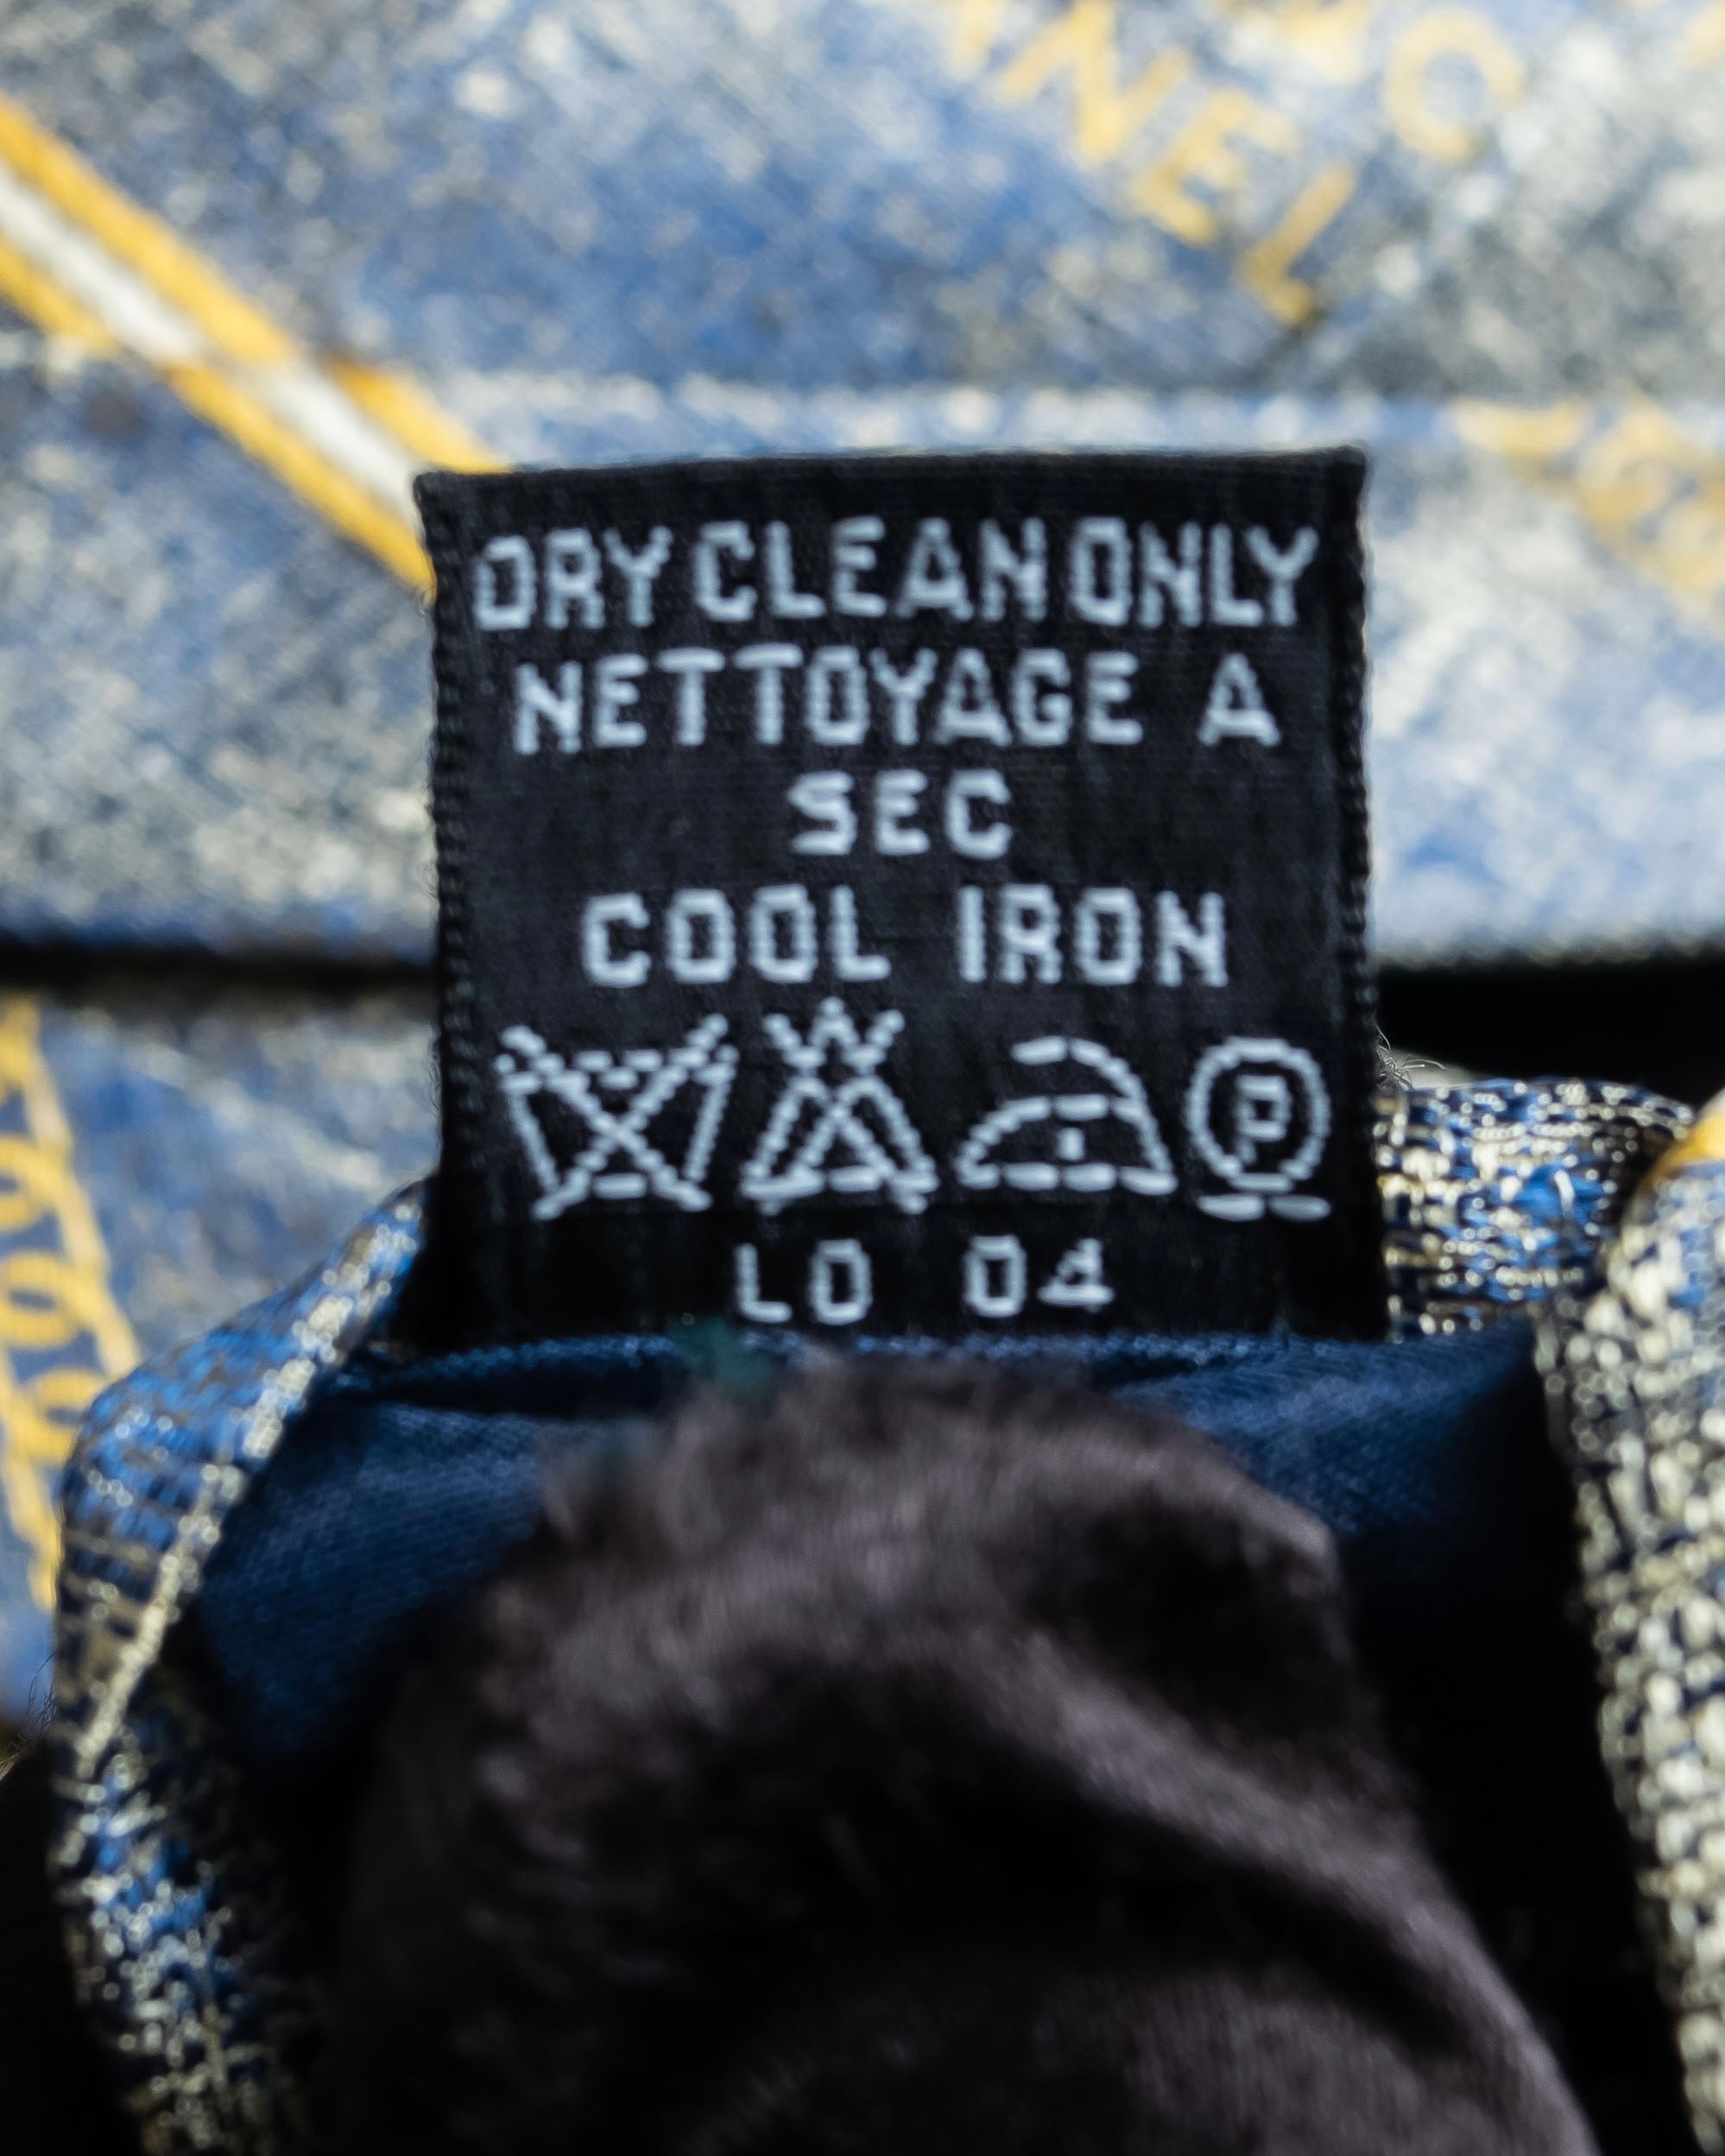 DRY CLEAN ONLY
NETTOYAGE A
SEC
COOL IRON
P
LO 04